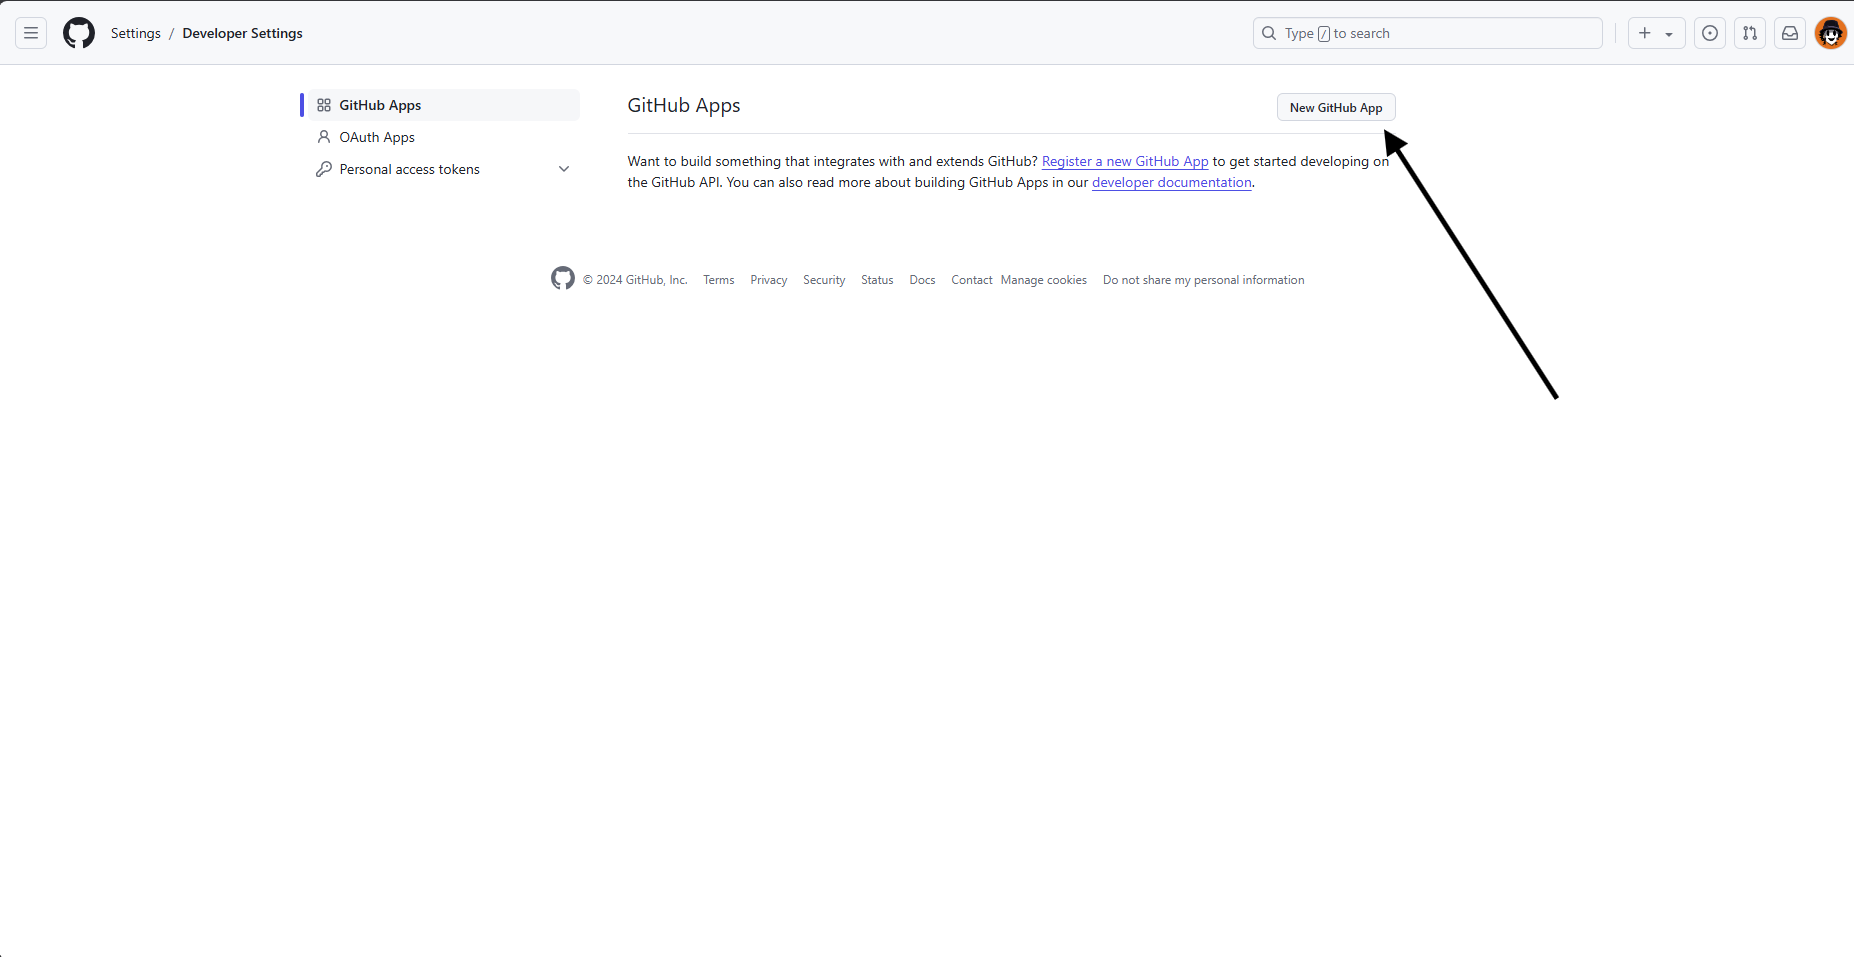 Settings / Developer Settings
Type / to search
GitHub Apps
OAuth Apps
Personal access tokens
GitHub Apps
New GitHub App
Want to build something that integrates with and extends GitHub? Register a new GitHub App to get started developing on
the GitHub API. You can also read more about building GitHub Apps in our developer documentation.
© 2024 GitHub, Inc. Terms Privacy Security Status Docs Contact Manage cookies Do not share my personal information